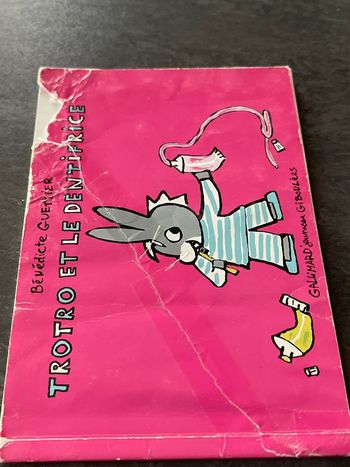 Bénédicte GUETTIER
TROTRO ET LE DENTIFRICE
GALLIMARD jeunesse GIBOULÉES